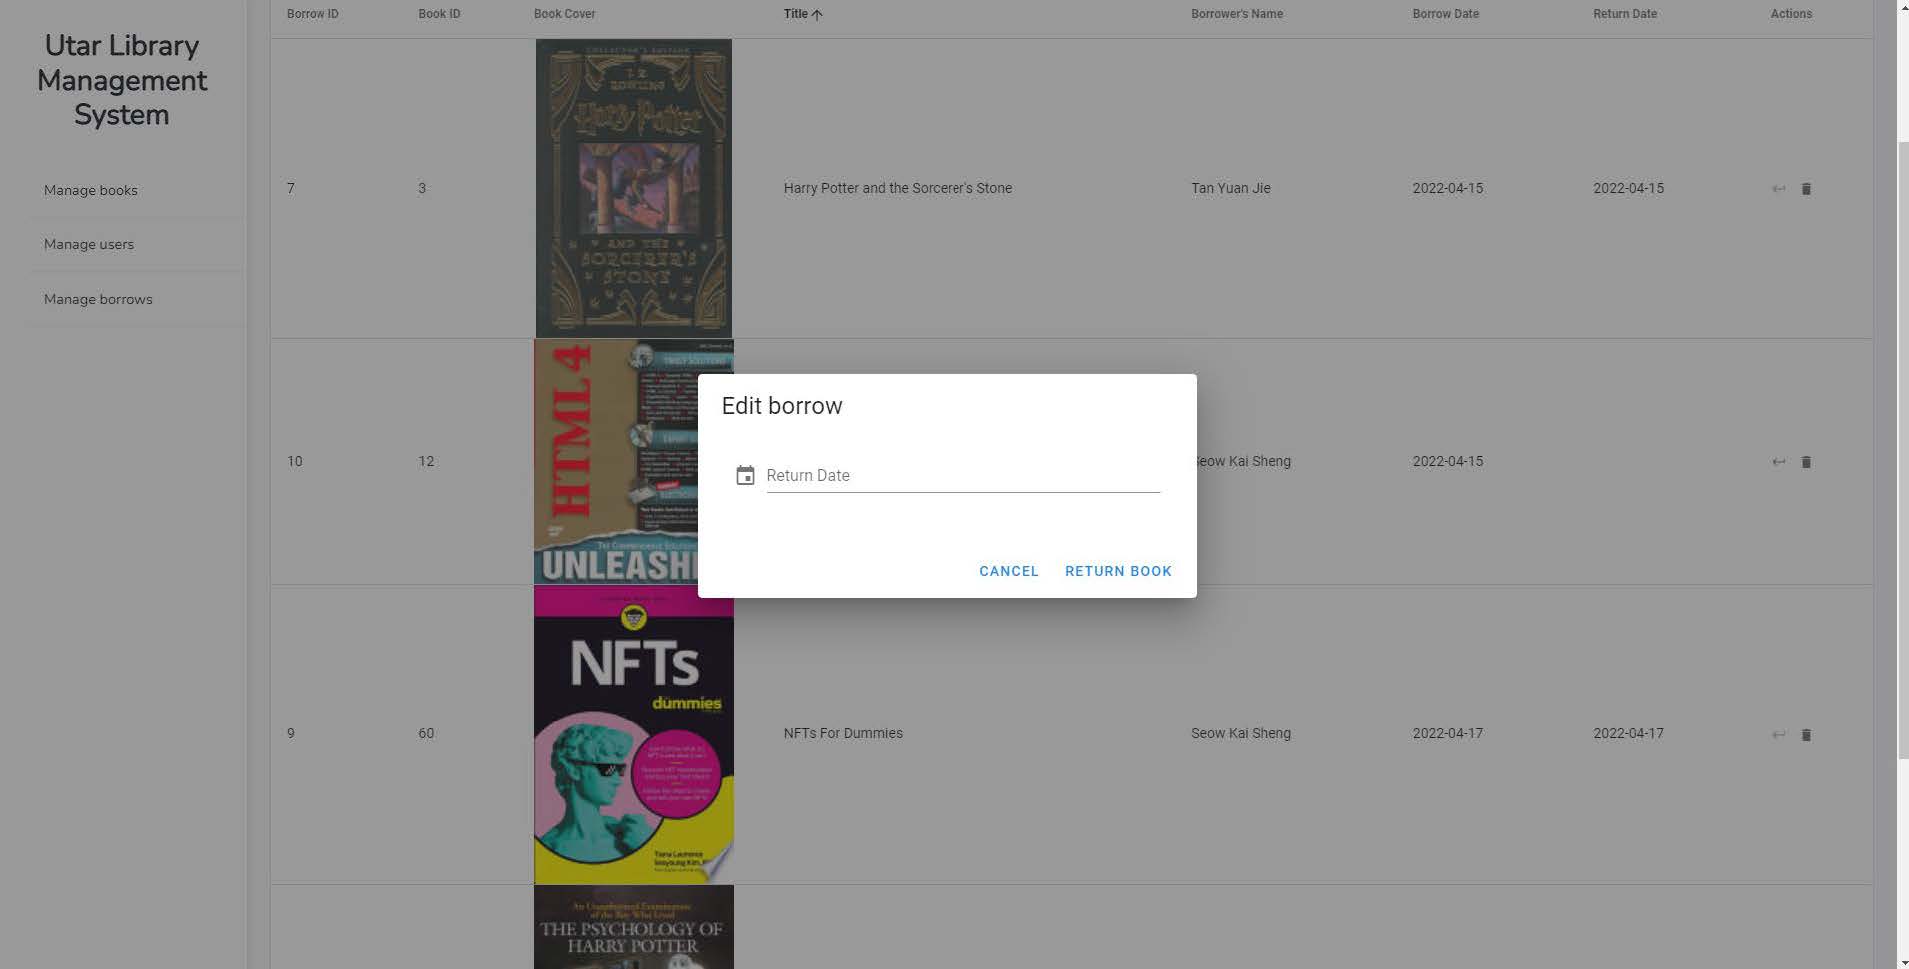 Utar Library
Management
System
Manage books
Manage users
Manage borrows
Borrow ID Book ID Book Cover Title Borrower's Name Borrow Date Return Date Actions
COLLECTOR'S EDITION
ROWLING
Harry Potter
AND THE
SORCERER'S
STONE
7 3 Harry Potter and the Sorcerer's Stone Tan Yuan Jie 2022-04-15 2022-04-15
HTML 4
UNLEASH
10 12 Seow Kai Sheng 2022-04-15
Edit borrow
Return Date
CANCEL RETURN BOOK
NFTs
dummies
Tiana Laurence
Seoyoung Kim,
9 60 NFTs For Dummies Seow Kai Sheng 2022-04-17 2022-04-17
An Unauthorized Examination
of the Boy Who Lived
THE PSYCHOLOGY OF
HARRY POTTER